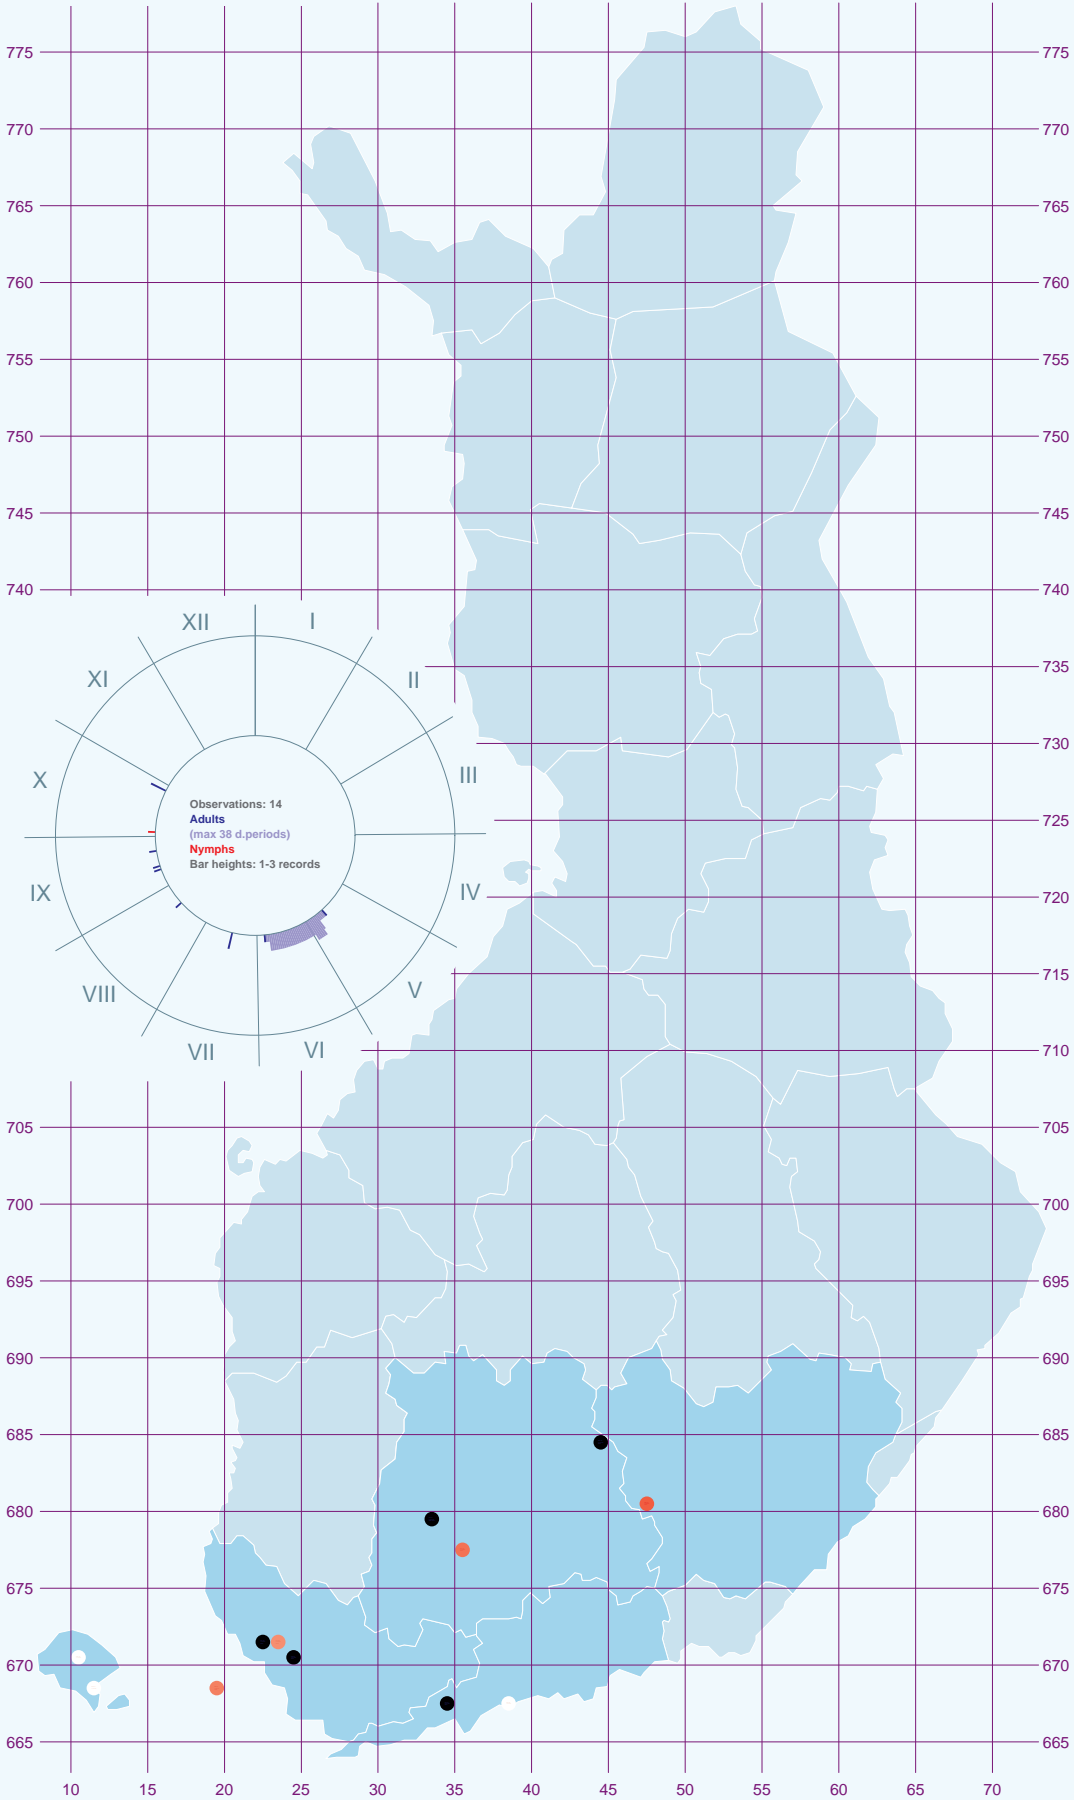 775 775
770 770
765 765
760 760
755 755
750 750
745 745
740 740
XII I
XI II
735
730
X III
Observations: 14
Adults
(max 38 d.periods)
Nymphs
Bar heights: 1-3 records
725
IX IV
720
VIII V
715
VII VI
710
705 705
700 700
695 695
690 690
685 685
680 680
675 675
670 670
665 665
10 15 20 25 30 35 40 45 50 55 60 65 70